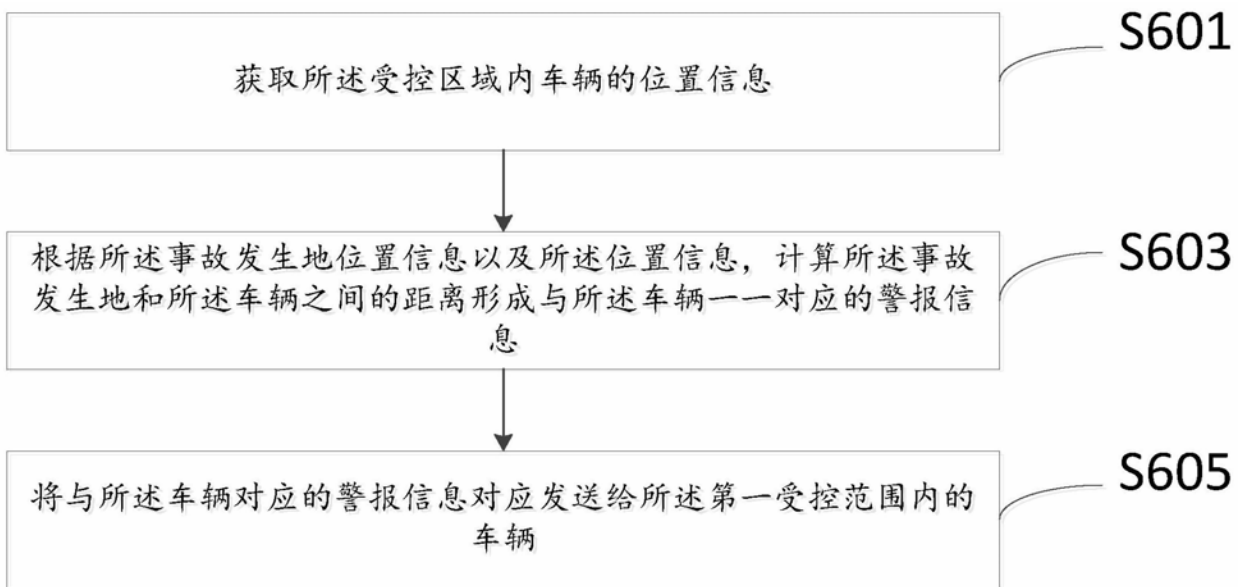 获取所述受控区域内车辆的位置信息
S601
根据所述事故发生地位置信息以及所述位置信息，计算所述事故
发生地和所述车辆之间的距离形成与所述车辆一一对应的警报信
息
S603
将与所述车辆对应的警报信息对应发送给所述第一受控范围内的
车辆
S605